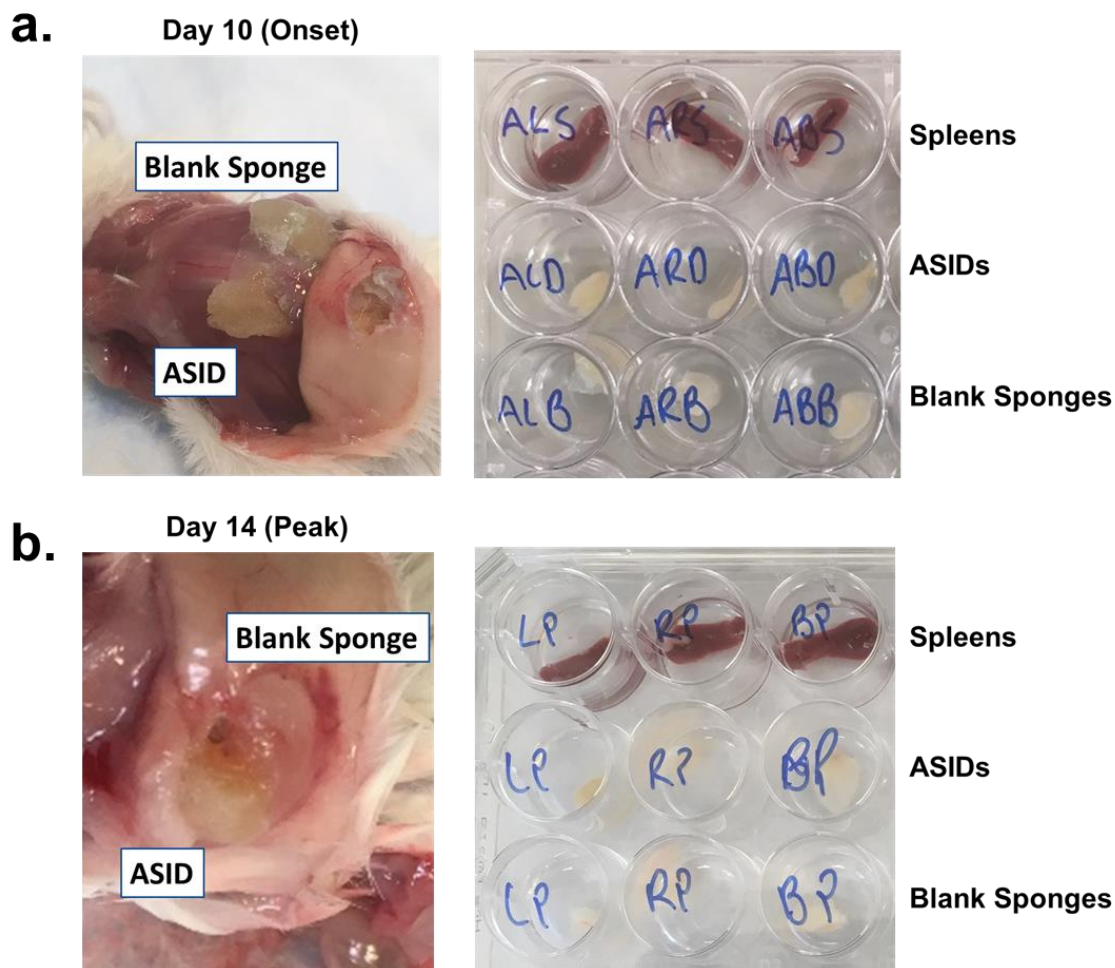 a.
Day 10 (Onset)
Blank Sponge
ASID
ALS ARS ABS
Spleens
ALD ARD ABD
ASIDs
ALB ARB ABB
Blank Sponges
b.
Day 14 (Peak)
Blank Sponge
ASID
LP RP BP
Spleens
LP RP BP
ASIDs
LP RP BP
Blank Sponges